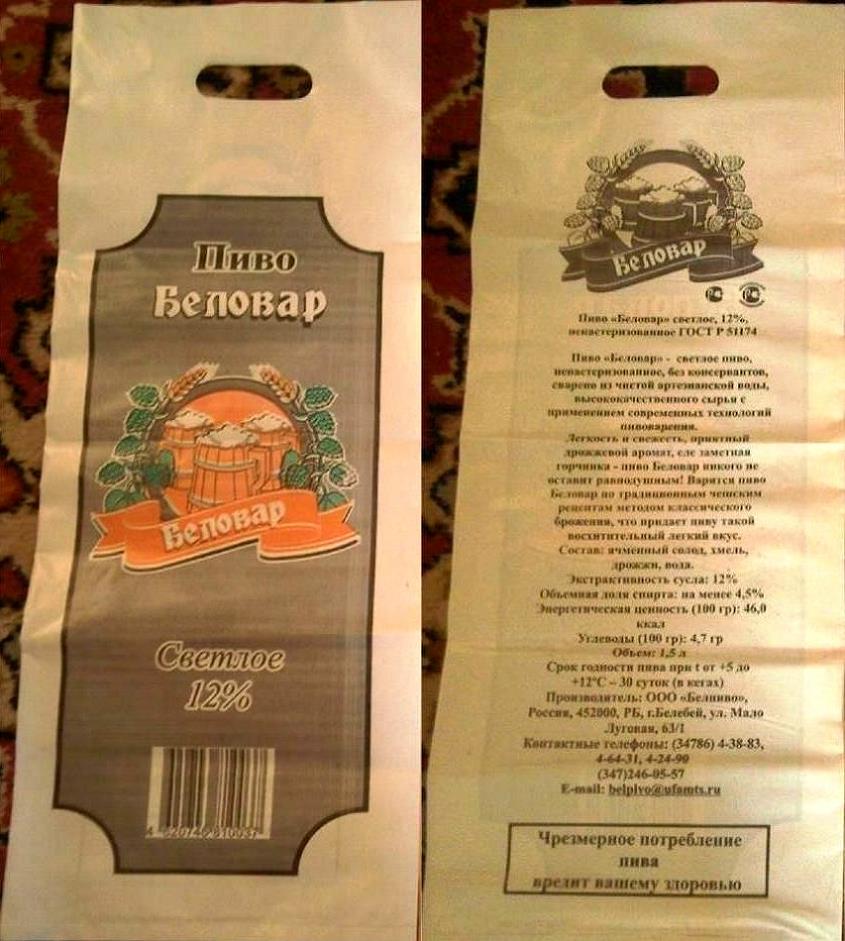 Пиво
Беловар
Беловар
Светлое
12%
4 620740 910037
Беловар
Пиво «Беловар» светлое, 12%,
непастеризованное ГОСТ Р 51174
Пиво «Беловар» - светлое пиво,
непастеризованное, без консервантов,
сварено из чистой артезианской воды,
высококачественного сырья с
применением современных технологий
пивоварения.
Легкость и свежесть, приятный
дрожжевой аромат, еле заметная
горчинка - пиво Беловар никого не
оставит равнодушным! Варится пиво
Беловар по традиционным чешским
рецептам методом классического
брожения, что придает пиву такой
восхитительный легкий вкус.
Состав: ячменный солод, хмель,
дрожжи, вода.
Экстрактивность сусла: 12%
Объемная доля спирта: на менее 4,5%
Энергетическая ценность (100 гр): 46,0
ккал
Углеводы (100 гр): 4,7 гр
Объем: 1,5 л
Срок годности пива при t от +5 до
+12°С – 30 суток (в кегах)
Производитель: ООО «Белпиво»,
Россия, 452000, РБ, г.Белебей, ул. Мало
Луговая, 63/1
Контактные телефоны: (34786) 4-38-83,
4-64-31, 4-24-90
(347)246-05-57
E-mail: belpivo@ufamts.ru
Чрезмерное потребление
пива
вредит вашему здоровью